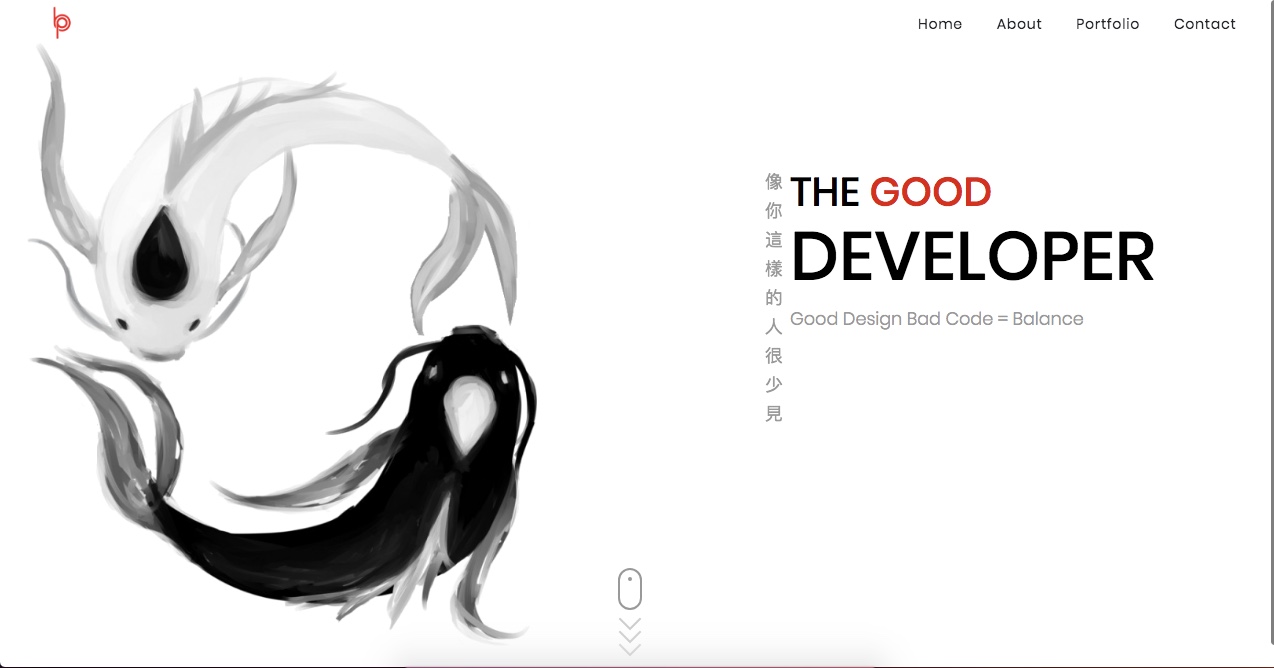 bp
Home
About
Portfolio
Contact
像你這樣的人很少見
THE GOOD
DEVELOPER
Good Design Bad Code = Balance